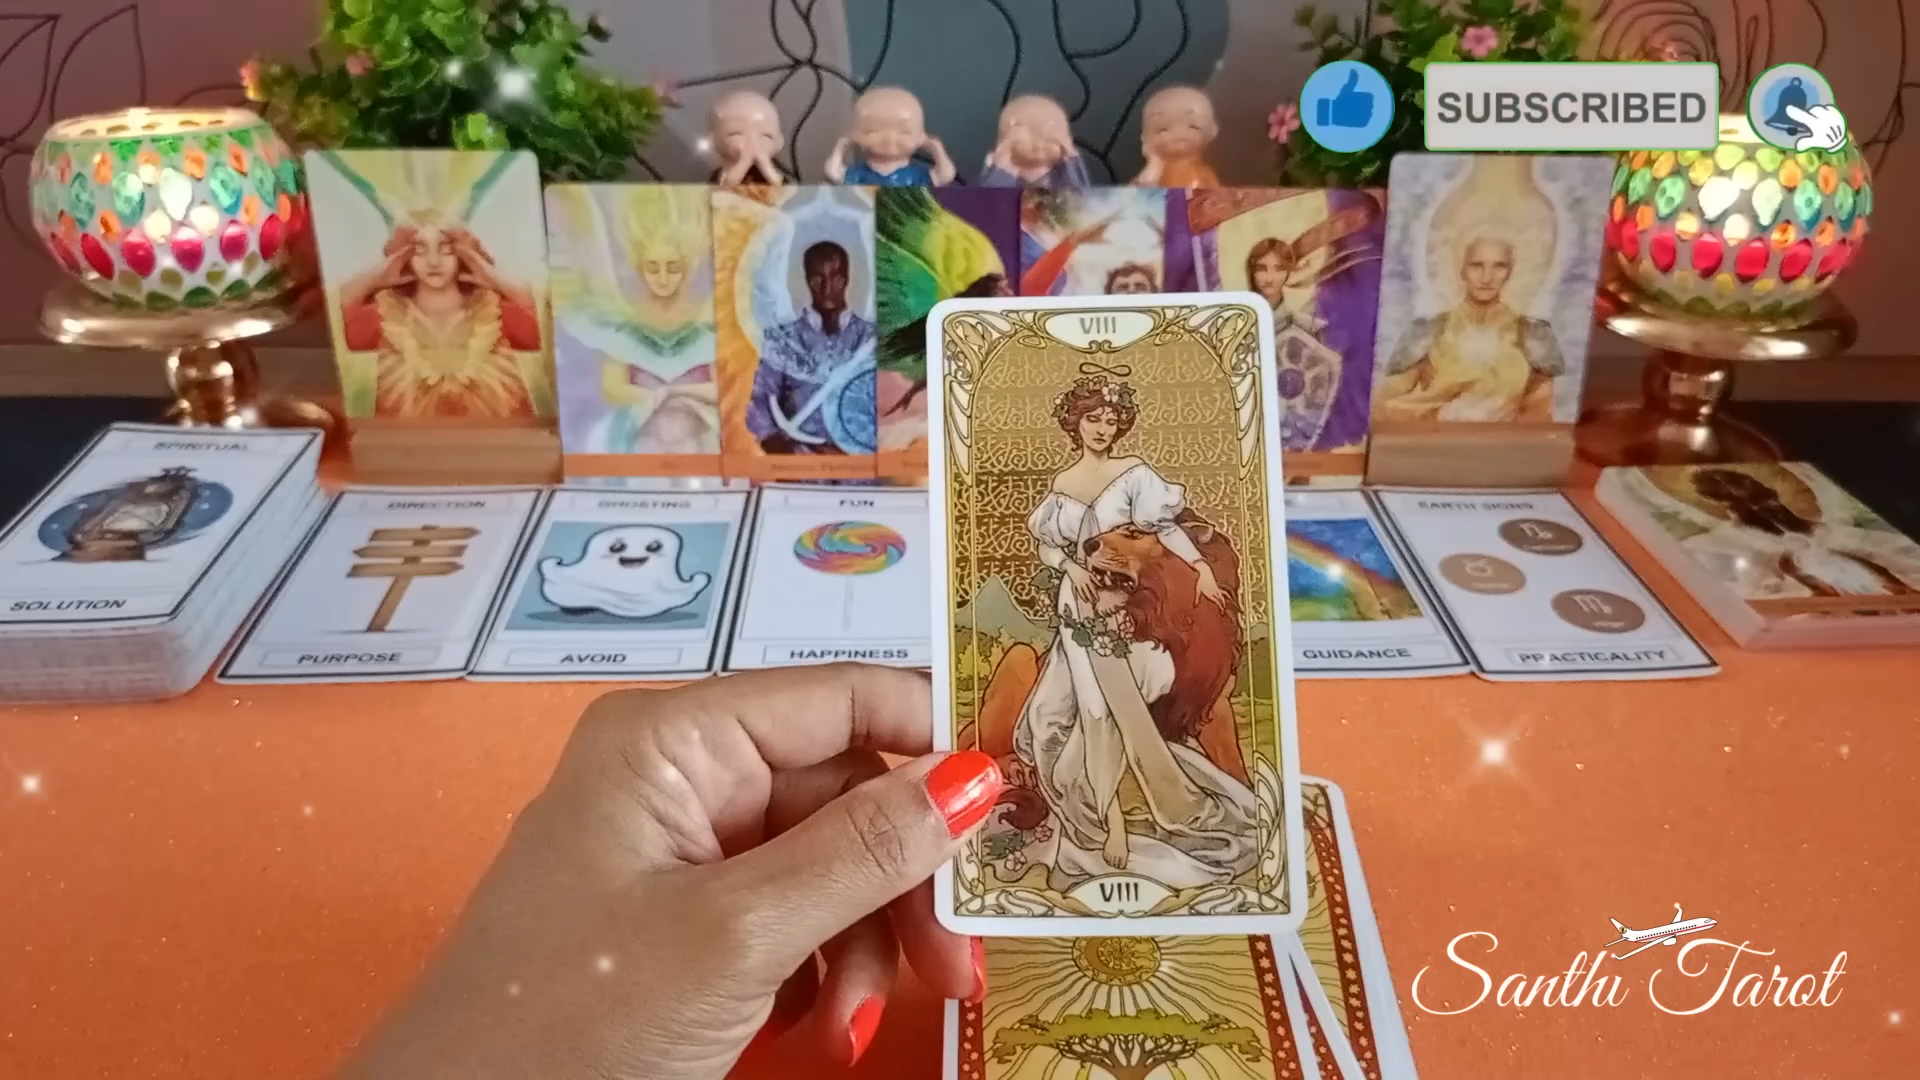 SUBSCRIBED
VIII
SPIRITUAL
DIRECTION
GHOSTING
FUN
EARTH SIGNS
SOLUTION
PURPOSE
AVOID
HAPPINESS
GUIDANCE
PRACTICALITY
VIII
Santhi Tarot